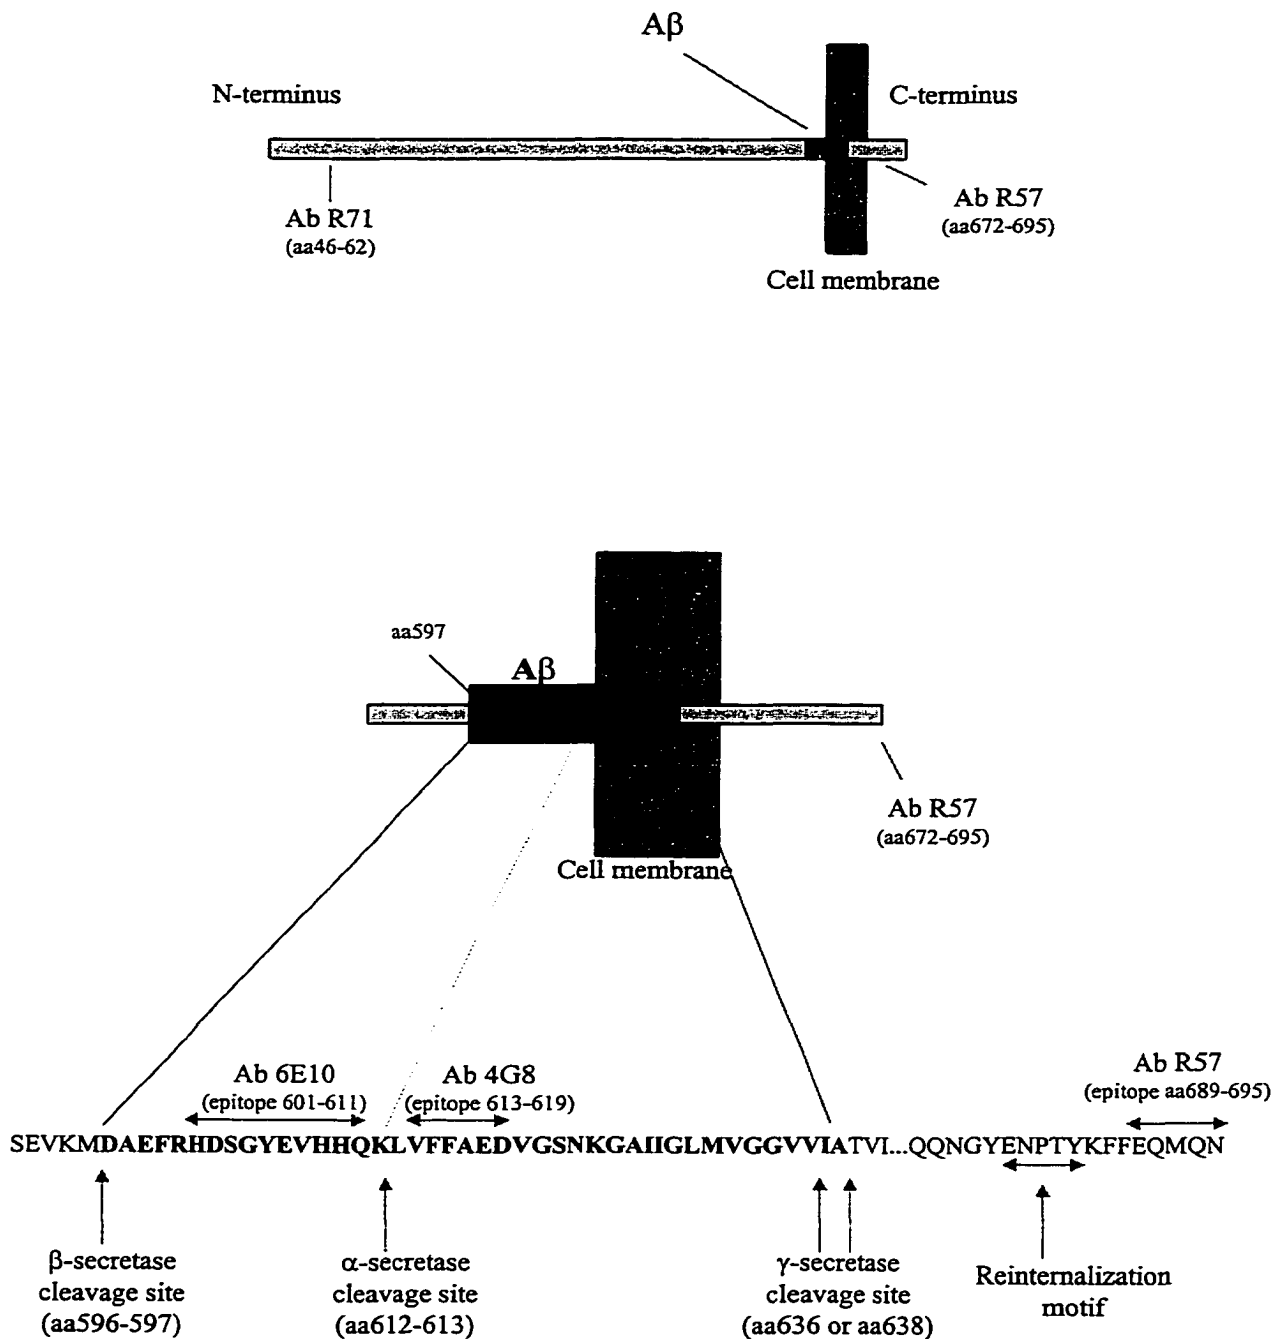 Aβ
N-terminus
C-terminus
Ab R71
(aa46-62)
Ab R57
(aa672-695)
Cell membrane
aa597
Aβ
Ab R57
(aa672-695)
Cell membrane
Ab 6E10
(epitope 601-611)
Ab 4G8
(epitope 613-619)
Ab R57
(epitope aa689-695)
SEVKMDAEFRHDSGYEVHHQKLVFFAEDVGSNKGAIIGLMVGGVVIATVI...QQNGYENPTYKFFEQMQN
β-secretase
cleavage site
(aa596-597)
α-secretase
cleavage site
(aa612-613)
γ-secretase
cleavage site
(aa636 or aa638)
Reinternalization
motif